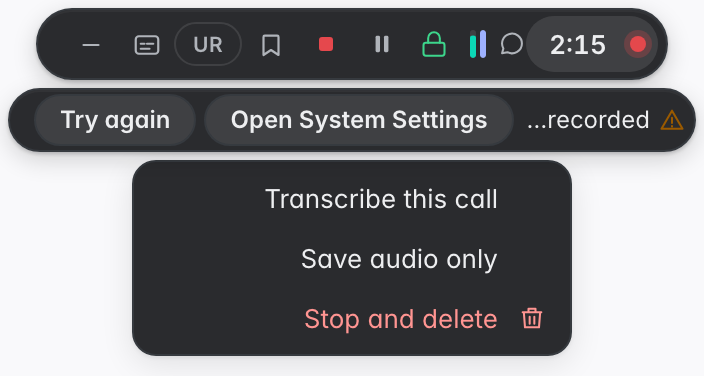 UR 2:15
Try again Open System Settings ...recorded
Transcribe this call
Save audio only
Stop and delete